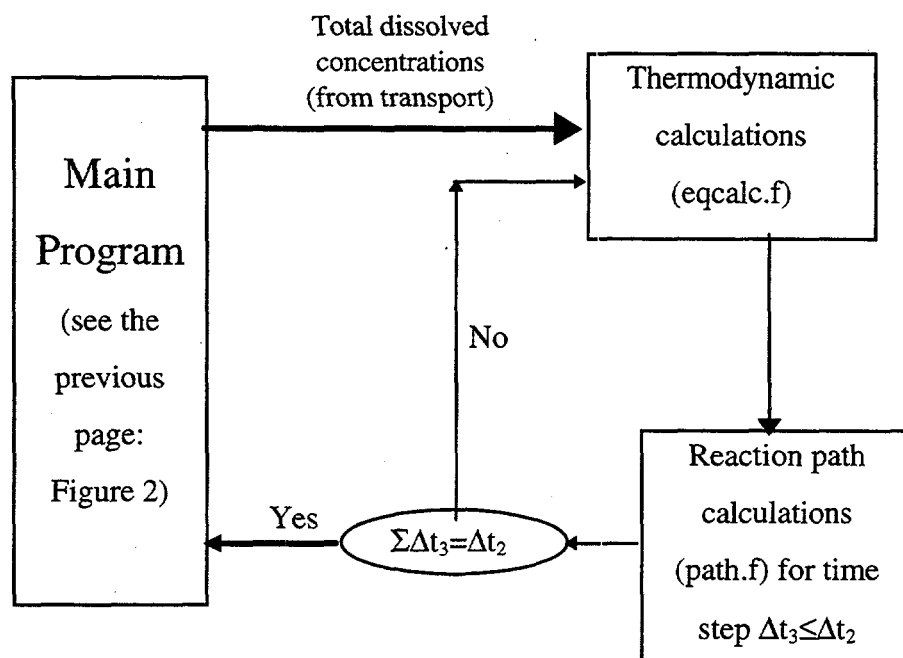 Total dissolved
concentrations
(from transport)
Thermodynamic
calculations
(eqcalc.f)
Main
Program
(see the
previous
page:
Figure 2)
No
Yes
ΣΔt₃=Δt₂
Reaction path
calculations
(path.f) for time
step Δt₃≤Δt₂